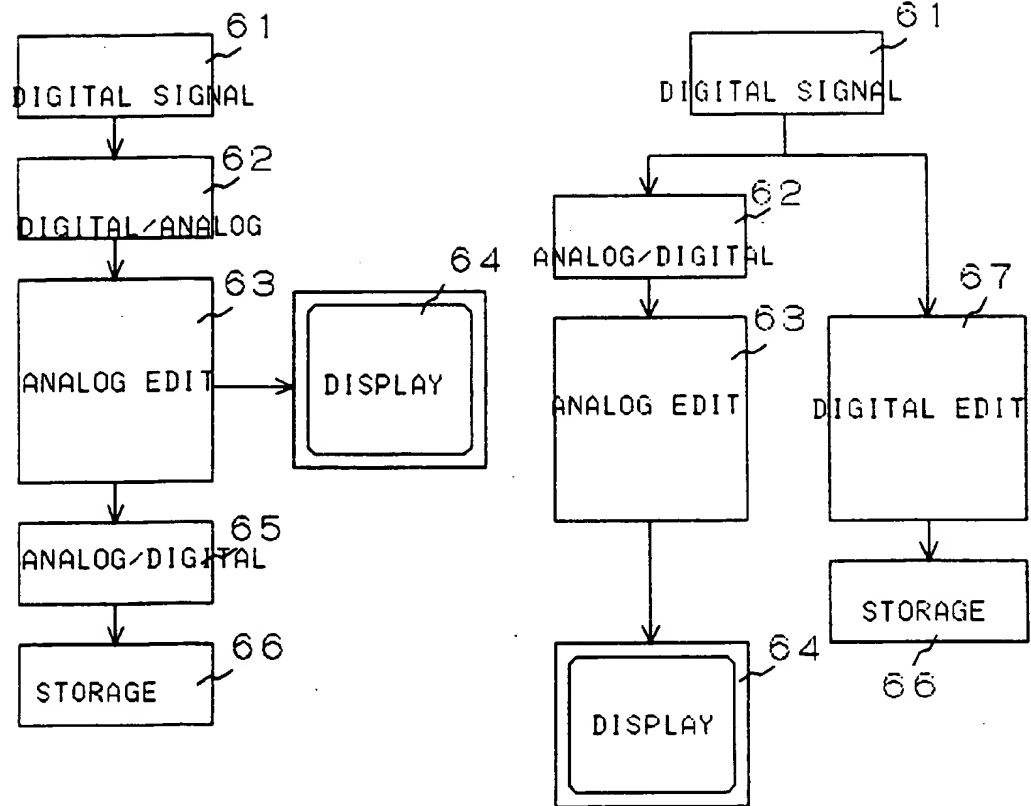 61
DIGITAL SIGNAL
62
DIGITAL/ANALOG
63
ANALOG EDIT
64
DISPLAY
65
ANALOG/DIGITAL
66
STORAGE
61
DIGITAL SIGNAL
62
ANALOG/DIGITAL
63
ANALOG EDIT
67
DIGITAL EDIT
STORAGE
66
64
DISPLAY